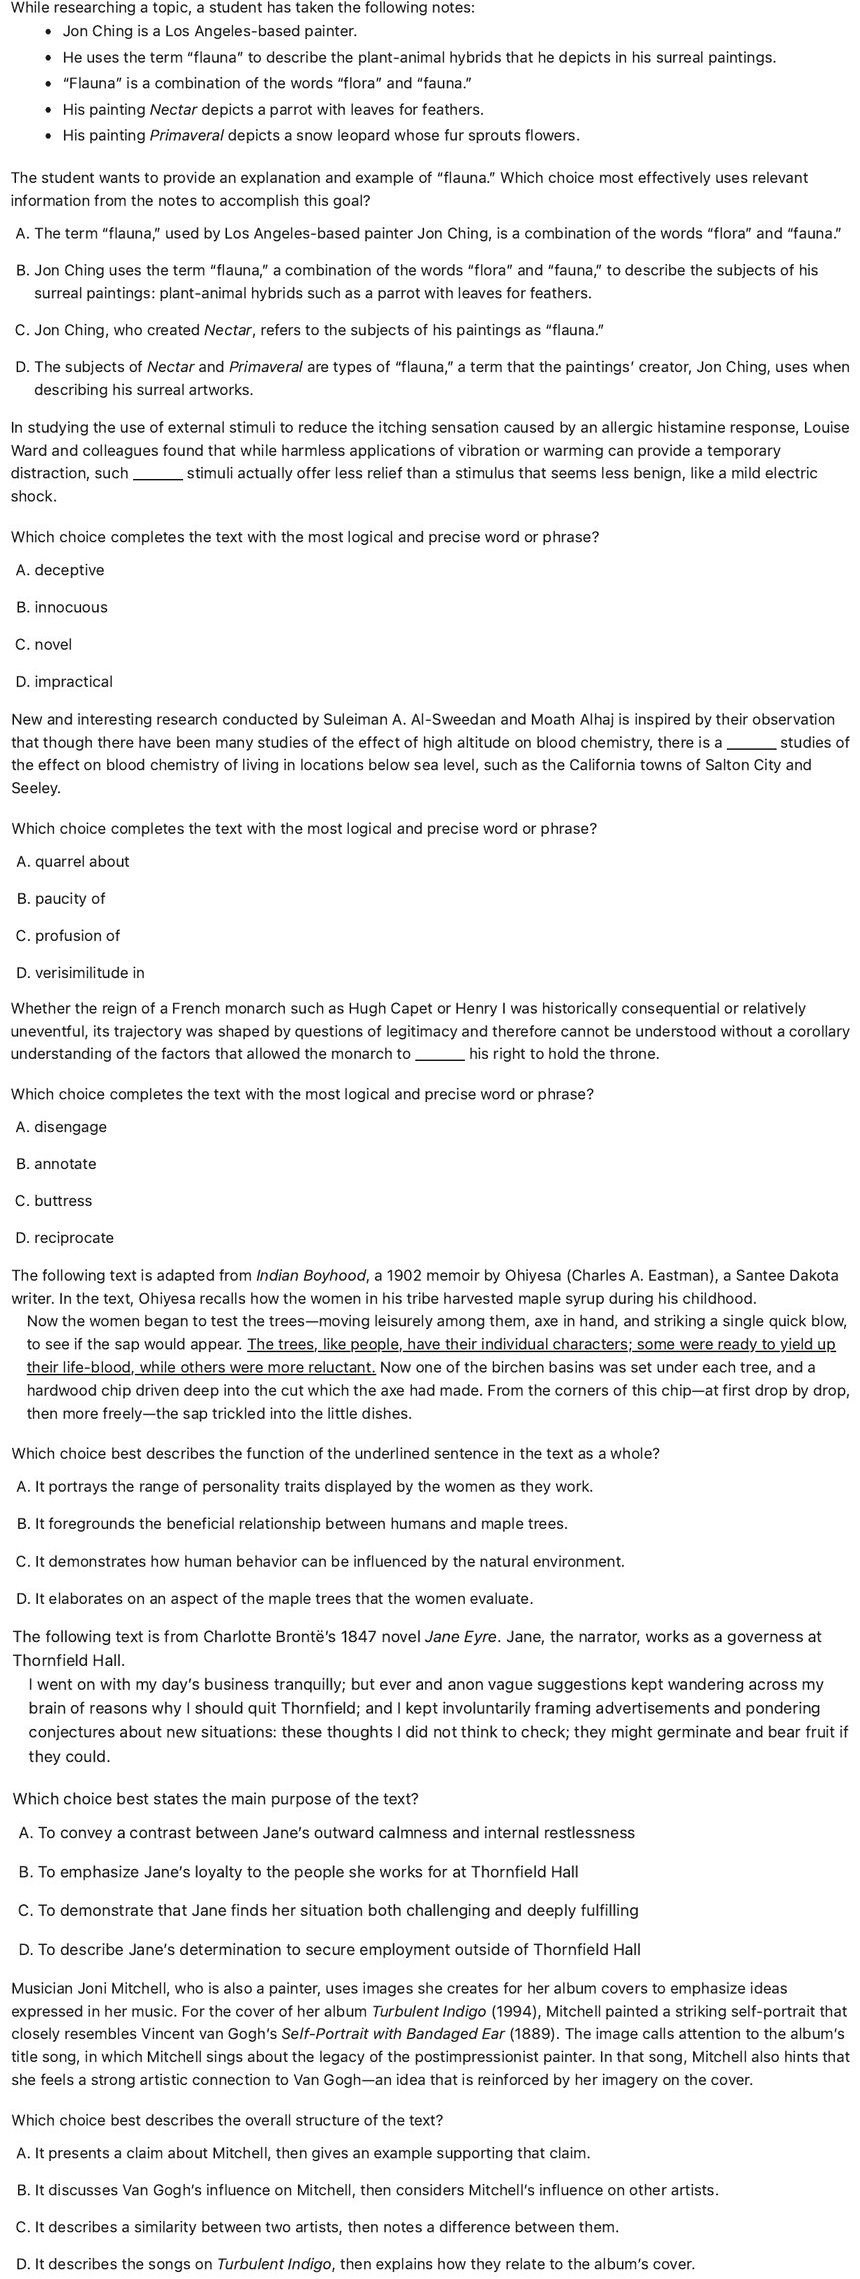 While researching a topic, a student has taken the following notes:
• Jon Ching is a Los Angeles-based painter.
• He uses the term “flauna” to describe the plant-animal hybrids that he depicts in his surreal paintings.
• “Flauna” is a combination of the words “flora” and “fauna.”
• His painting Nectar depicts a parrot with leaves for feathers.
• His painting Primaveral depicts a snow leopard whose fur sprouts flowers.
The student wants to provide an explanation and example of “flauna.” Which choice most effectively uses relevant
information from the notes to accomplish this goal?
A. The term “flauna,” used by Los Angeles-based painter Jon Ching, is a combination of the words “flora” and “fauna.”
B. Jon Ching uses the term “flauna,” a combination of the words “flora” and “fauna,” to describe the subjects of his
surreal paintings: plant-animal hybrids such as a parrot with leaves for feathers.
C. Jon Ching, who created Nectar, refers to the subjects of his paintings as “flauna.”
D. The subjects of Nectar and Primaveral are types of “flauna,” a term that the paintings’ creator, Jon Ching, uses when
describing his surreal artworks.
In studying the use of external stimuli to reduce the itching sensation caused by an allergic histamine response, Louise
Ward and colleagues found that while harmless applications of vibration or warming can provide a temporary
distraction, such ______ stimuli actually offer less relief than a stimulus that seems less benign, like a mild electric
shock.
Which choice completes the text with the most logical and precise word or phrase?
A. deceptive
B. innocuous
C. novel
D. impractical
New and interesting research conducted by Suleiman A. Al-Sweedan and Moath Alhaj is inspired by their observation
that though there have been many studies of the effect of high altitude on blood chemistry, there is a ______ studies of
the effect on blood chemistry of living in locations below sea level, such as the California towns of Salton City and
Seeley.
Which choice completes the text with the most logical and precise word or phrase?
A. quarrel about
B. paucity of
C. profusion of
D. verisimilitude in
Whether the reign of a French monarch such as Hugh Capet or Henry I was historically consequential or relatively
uneventful, its trajectory was shaped by questions of legitimacy and therefore cannot be understood without a corollary
understanding of the factors that allowed the monarch to ______ his right to hold the throne.
Which choice completes the text with the most logical and precise word or phrase?
A. disengage
B. annotate
C. buttress
D. reciprocate
The following text is adapted from Indian Boyhood, a 1902 memoir by Ohiyesa (Charles A. Eastman), a Santee Dakota
writer. In the text, Ohiyesa recalls how the women in his tribe harvested maple syrup during his childhood.
Now the women began to test the trees—moving leisurely among them, axe in hand, and striking a single quick blow,
to see if the sap would appear. The trees, like people, have their individual characters; some were ready to yield up
their life-blood, while others were more reluctant. Now one of the birchen basins was set under each tree, and a
hardwood chip driven deep into the cut which the axe had made. From the corners of this chip—at first drop by drop,
then more freely—the sap trickled into the little dishes.
Which choice best describes the function of the underlined sentence in the text as a whole?
A. It portrays the range of personality traits displayed by the women as they work.
B. It foregrounds the beneficial relationship between humans and maple trees.
C. It demonstrates how human behavior can be influenced by the natural environment.
D. It elaborates on an aspect of the maple trees that the women evaluate.
The following text is from Charlotte Brontë’s 1847 novel Jane Eyre. Jane, the narrator, works as a governess at
Thornfield Hall.
I went on with my day’s business tranquilly; but ever and anon vague suggestions kept wandering across my
brain of reasons why I should quit Thornfield; and I kept involuntarily framing advertisements and pondering
conjectures about new situations: these thoughts I did not think to check; they might germinate and bear fruit if
they could.
Which choice best states the main purpose of the text?
A. To convey a contrast between Jane’s outward calmness and internal restlessness
B. To emphasize Jane’s loyalty to the people she works for at Thornfield Hall
C. To demonstrate that Jane finds her situation both challenging and deeply fulfilling
D. To describe Jane’s determination to secure employment outside of Thornfield Hall
Musician Joni Mitchell, who is also a painter, uses images she creates for her album covers to emphasize ideas
expressed in her music. For the cover of her album Turbulent Indigo (1994), Mitchell painted a striking self-portrait that
closely resembles Vincent van Gogh’s Self-Portrait with Bandaged Ear (1889). The image calls attention to the album’s
title song, in which Mitchell sings about the legacy of the postimpressionist painter. In that song, Mitchell also hints that
she feels a strong artistic connection to Van Gogh—an idea that is reinforced by her imagery on the cover.
Which choice best describes the overall structure of the text?
A. It presents a claim about Mitchell, then gives an example supporting that claim.
B. It discusses Van Gogh’s influence on Mitchell, then considers Mitchell’s influence on other artists.
C. It describes a similarity between two artists, then notes a difference between them.
D. It describes the songs on Turbulent Indigo, then explains how they relate to the album’s cover.